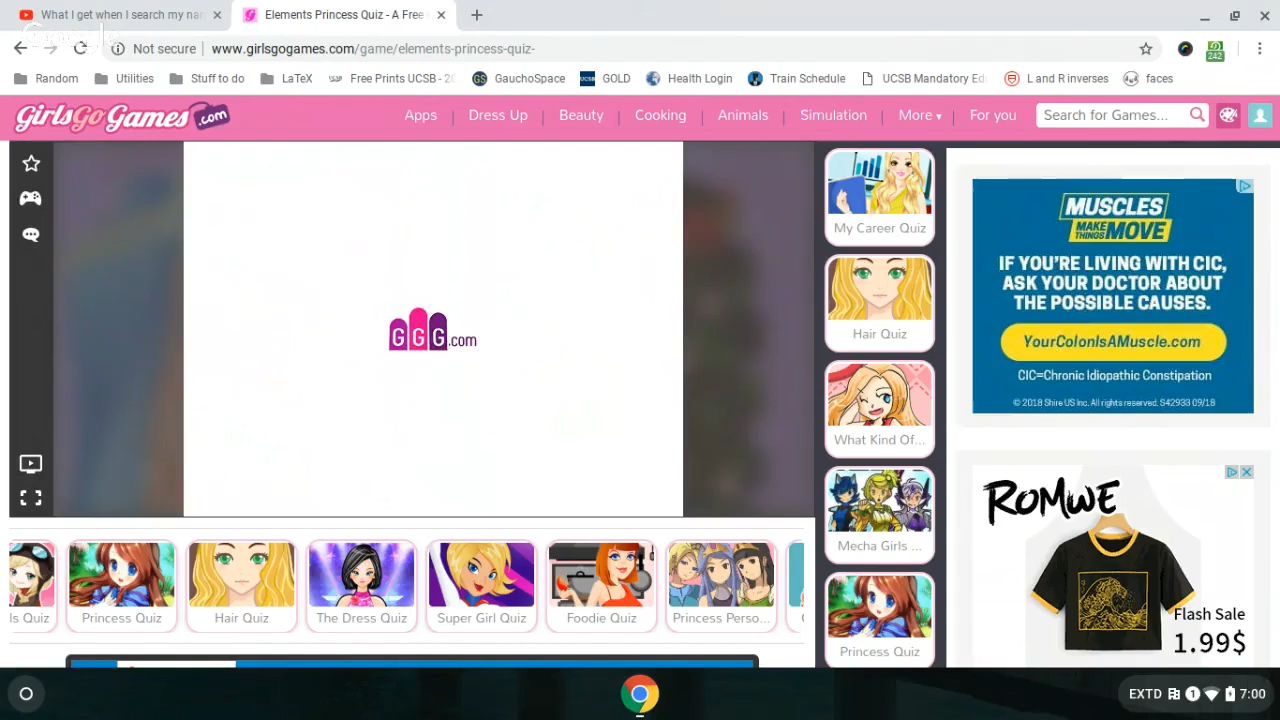 What I get when I search my na
Elements Princess Quiz - A Free
Not secure | www.girlsgogames.com/game/elements-princess-quiz-
242
Random
Utilities
Stuff to do
LaTeX
Free Prints UCSB - 20
GS
GauchoSpace
UCSB
GOLD
Health Login
Train Schedule
UCSB Mandatory Ed
L and R inverses
faces
GirlsGoGames.com
Apps
Dress Up
Beauty
Cooking
Animals
Simulation
More
For you
Search for Games...
GGG.com
My Career Quiz
Hair Quiz
What Kind Of...
Mecha Girls ...
Princess Quiz
MUSCLES
MAKE THINGS MOVE
IF YOU'RE LIVING WITH CIC,
ASK YOUR DOCTOR ABOUT
THE POSSIBLE CAUSES.
YourColonIsAMuscle.com
CIC=Chronic Idiopathic Constipation
© 2018 Shire US Inc. All rights reserved. S42933 09/18
ROMWE
Flash Sale
1.99$
ls Quiz
Princess Quiz
Hair Quiz
The Dress Quiz
Super Girl Quiz
Foodie Quiz
Princess Perso...
EXTD
1
7:00